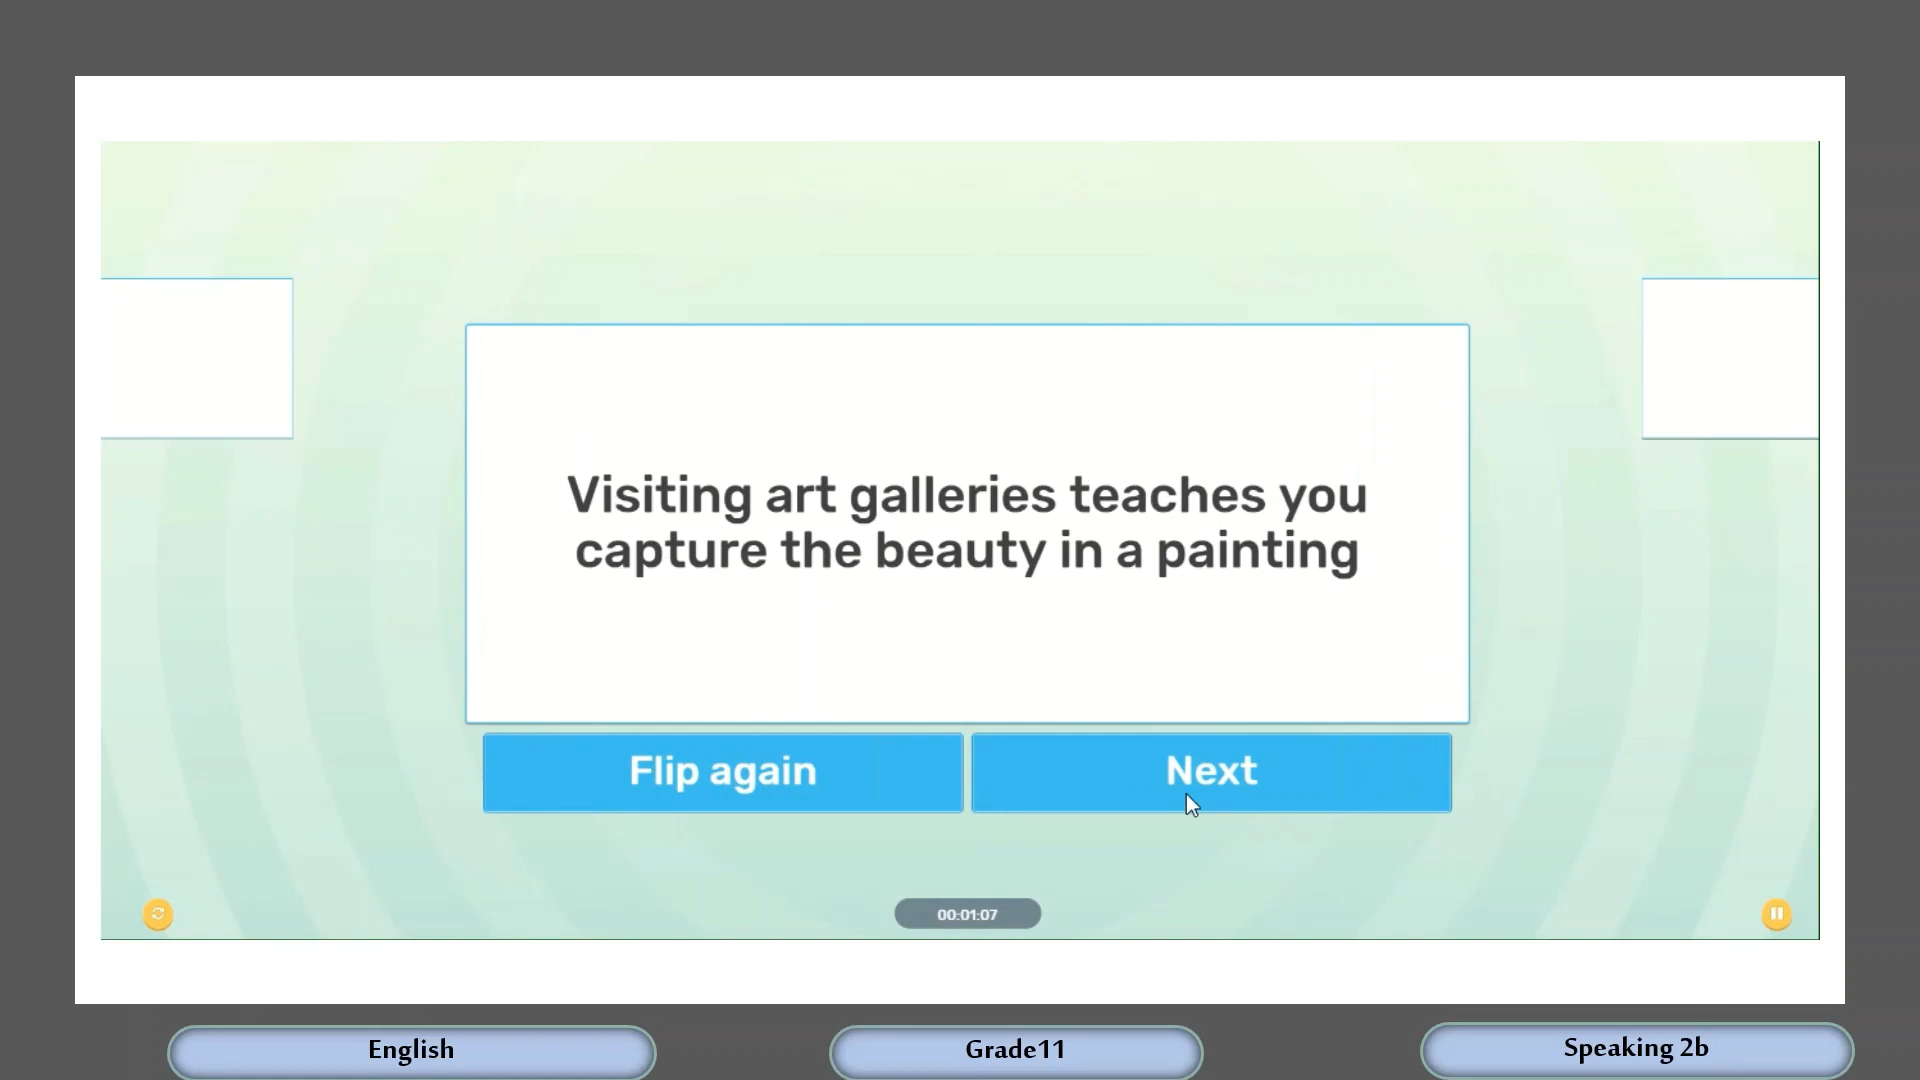 Visiting art galleries teaches you
capture the beauty in a painting
Flip again
Next
00:01:07
English
Grade11
Speaking 2b